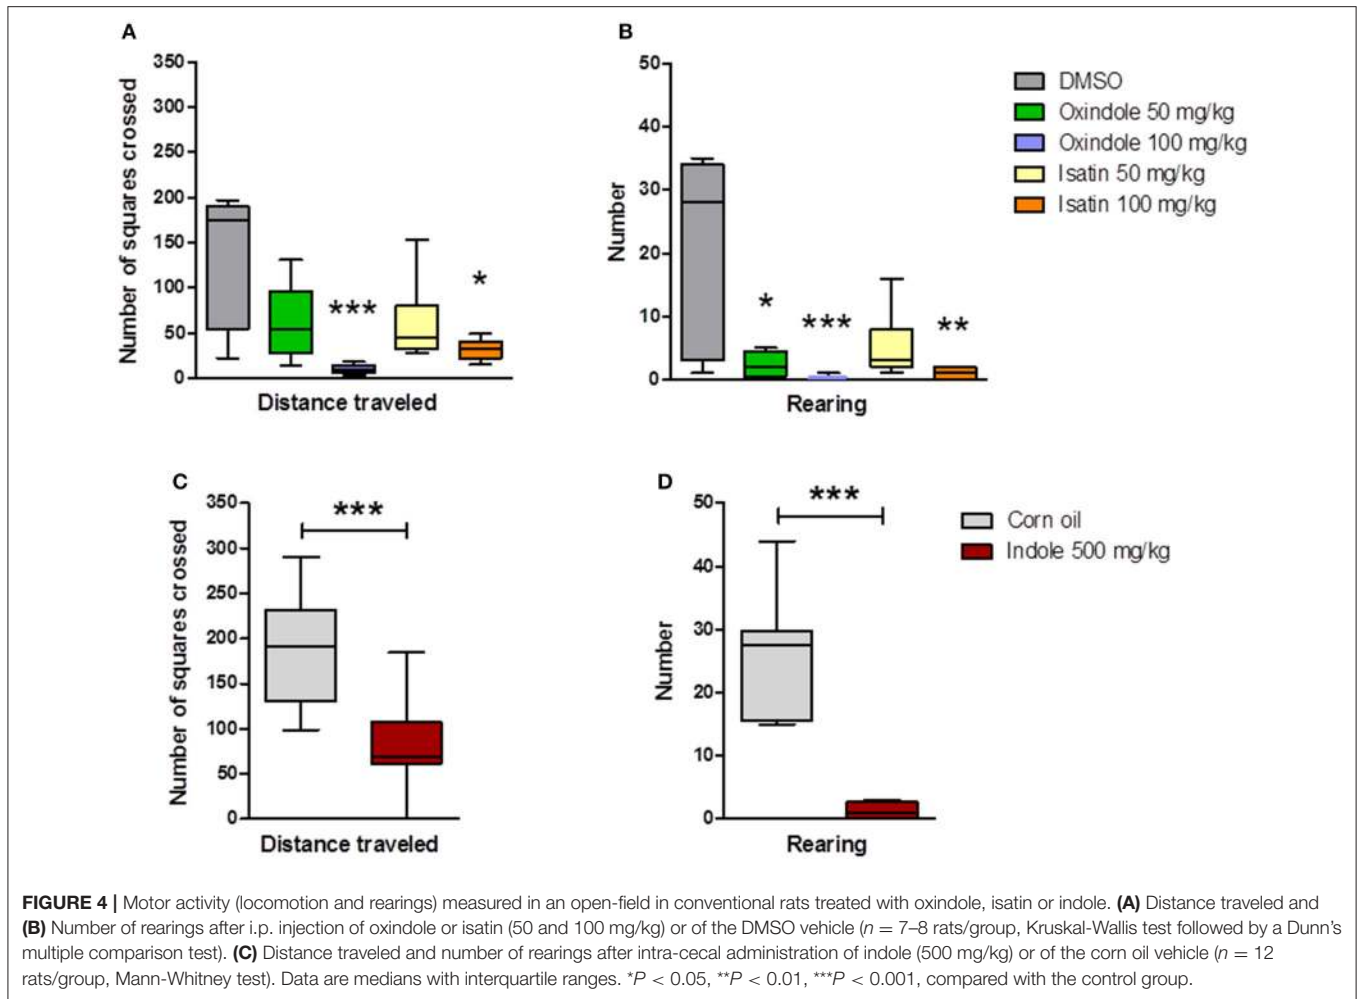 A
350
300
250
200
150
100
50
0
Number of squares crossed
***
*
Distance traveled
B
50
40
30
20
10
0
Number
*
***
**
Rearing
DMSO
Oxindole 50 mg/kg
Oxindole 100 mg/kg
Isatin 50 mg/kg
Isatin 100 mg/kg
C
350
300
250
200
150
100
50
0
Number of squares crossed
***
Distance traveled
D
50
40
30
20
10
0
Number
***
Rearing
Corn oil
Indole 500 mg/kg
FIGURE 4 | Motor activity (locomotion and rearings) measured in an open-field in conventional rats treated with oxindole, isatin or indole. (A) Distance traveled and
(B) Number of rearings after i.p. injection of oxindole or isatin (50 and 100 mg/kg) or of the DMSO vehicle (n = 7–8 rats/group, Kruskal-Wallis test followed by a Dunn's
multiple comparison test). (C) Distance traveled and number of rearings after intra-cecal administration of indole (500 mg/kg) or of the corn oil vehicle (n = 12
rats/group, Mann-Whitney test). Data are medians with interquartile ranges. *P < 0.05, **P < 0.01, ***P < 0.001, compared with the control group.